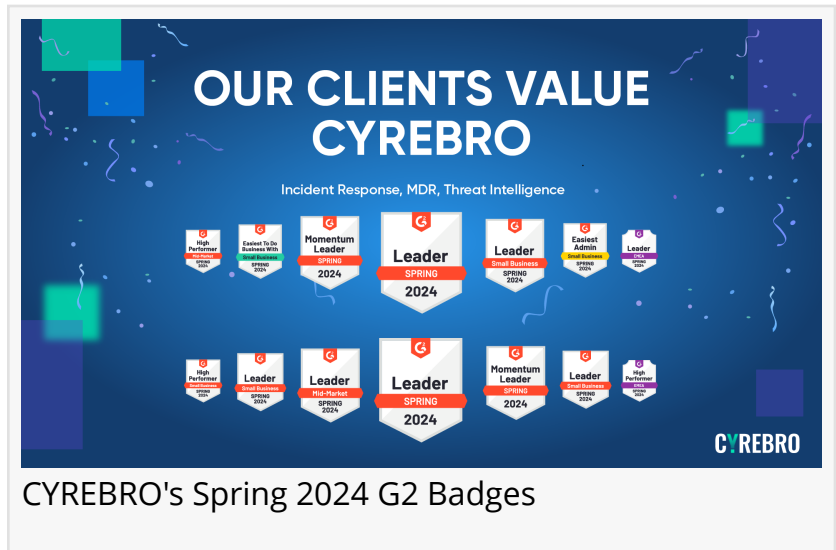 OUR CLIENTS VALUE
CYREBRO
Incident Response, MDR, Threat Intelligence
High
Performer
Mid-Market
SPRING
2024
Easiest To Do
Business With
Small Business
SPRING
2024
Momentum
Leader
SPRING
2024
Leader
SPRING
2024
Leader
Small Business
SPRING
2024
Easiest
Admin
Small Business
SPRING
2024
Leader
EMEA
SPRING
2024
High
Performer
Small Business
SPRING
2024
Leader
Small Business
SPRING
2024
Leader
Mid-Market
SPRING
2024
Leader
SPRING
2024
Momentum
Leader
SPRING
2024
Leader
Small Business
SPRING
2024
High
Performer
EMEA
SPRING
2024
CYREBRO
CYREBRO's Spring 2024 G2 Badges